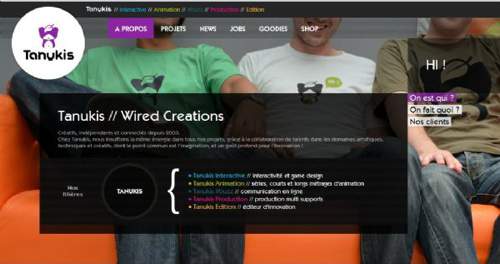 Tanukis // Interactive // Animation // Wuzz // Production // Edition
Tanukis
A PROPOS PROJETS NEWS JOBS GOODIES SHOP
HI !
On est qui ?
On fait quoi ?
Nos clients
Tanukis // Wired Creations
Créatifs, indépendants et connectés depuis 2003.
Chez Tanukis, nous insufflons la même énergie dans tous nos projets, grâce à la collaboration de talents dans les domaines artistiques,
techniques et créatifs, dont le point commun est l'imagination, et un goût prétend pour l'innovation !
Nos
filières
TANUKIS
{
• Tanukis Interactive // interactivité et game design
• Tanukis Animation // séries, courts et longs métrages d'animation
• Tanukis Wuzz // communication en ligne
• Tanukis Production // production multi supports
• Tanukis Edition // éditeur d'innovation